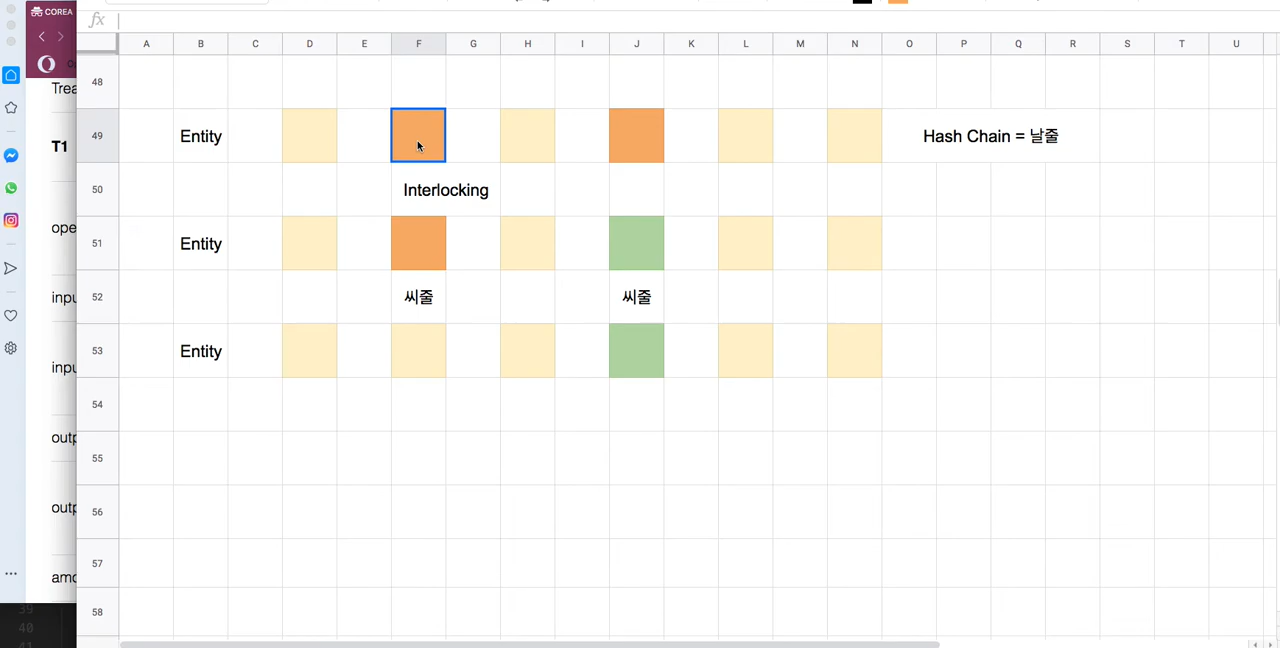 COREA
fx
A B C D E F G H I J K L M N O P Q R S T U
48
Trea
49 Entity Hash Chain = 날줄
T1
50 Interlocking
ope
51 Entity
52 씨줄 씨줄
inpu
53 Entity
inpu
54
outp
55
outp
56
57
amo
58
39
40
41